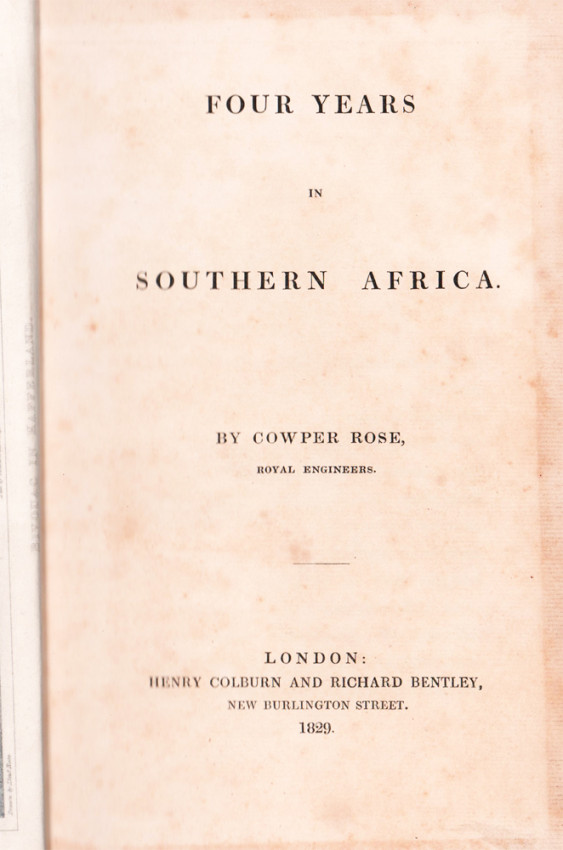 FOUR YEARS
IN
SOUTHERN AFRICA.
BY COWPER ROSE,
ROYAL ENGINEERS.
LONDON:
HENRY COLBURN AND RICHARD BENTLEY,
NEW BURLINGTON STREET.
1829.